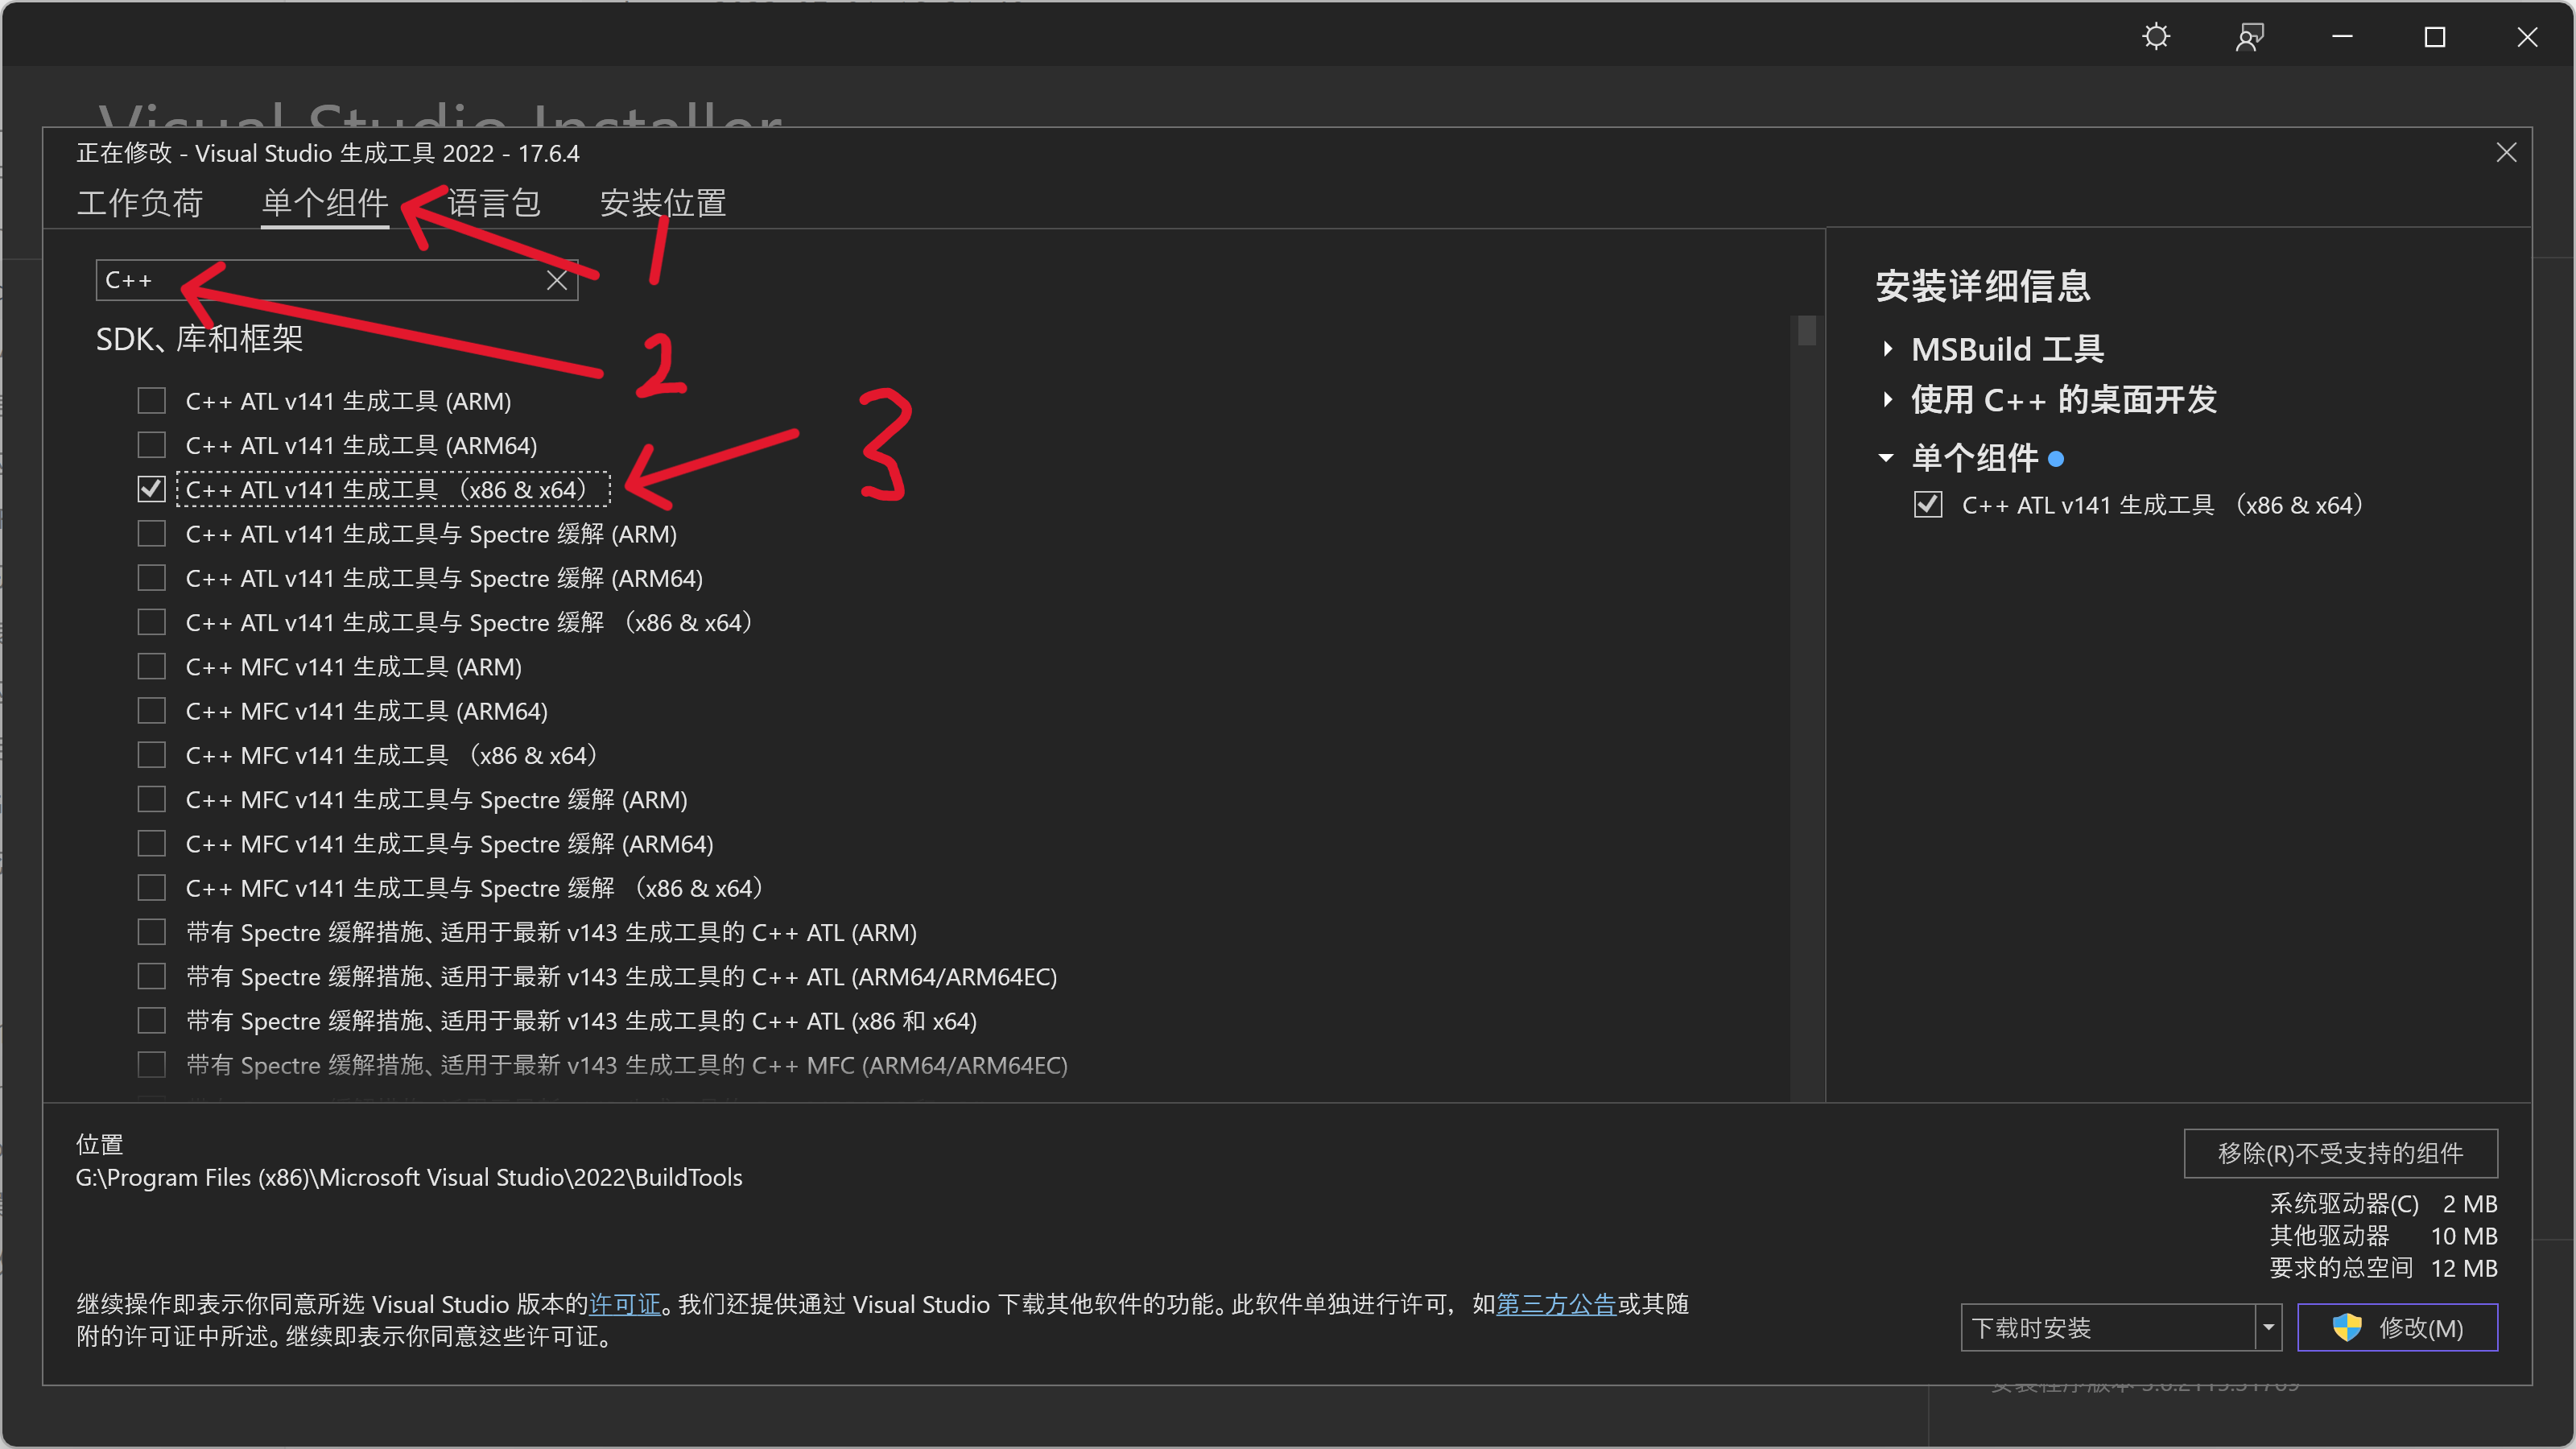 Visual Studio Installer
正在修改 - Visual Studio 生成工具 2022 - 17.6.4
工作负荷 单个组件 语言包 安装位置
1
C++
2
SDK、库和框架
3
C++ ATL v141 生成工具 (ARM)
C++ ATL v141 生成工具 (ARM64)
C++ ATL v141 生成工具 （x86 & x64）
C++ ATL v141 生成工具与 Spectre 缓解 (ARM)
C++ ATL v141 生成工具与 Spectre 缓解 (ARM64)
C++ ATL v141 生成工具与 Spectre 缓解 （x86 & x64）
C++ MFC v141 生成工具 (ARM)
C++ MFC v141 生成工具 (ARM64)
C++ MFC v141 生成工具 （x86 & x64）
C++ MFC v141 生成工具与 Spectre 缓解 (ARM)
C++ MFC v141 生成工具与 Spectre 缓解 (ARM64)
C++ MFC v141 生成工具与 Spectre 缓解 （x86 & x64）
带有 Spectre 缓解措施、适用于最新 v143 生成工具的 C++ ATL (ARM)
带有 Spectre 缓解措施、适用于最新 v143 生成工具的 C++ ATL (ARM64/ARM64EC)
带有 Spectre 缓解措施、适用于最新 v143 生成工具的 C++ ATL (x86 和 x64)
带有 Spectre 缓解措施、适用于最新 v143 生成工具的 C++ MFC (ARM64/ARM64EC)
安装详细信息
MSBuild 工具
使用 C++ 的桌面开发
单个组件
C++ ATL v141 生成工具 （x86 & x64）
位置
G:\Program Files (x86)\Microsoft Visual Studio\2022\BuildTools
继续操作即表示你同意所选 Visual Studio 版本的许可证。我们还提供通过 Visual Studio 下载其他软件的功能。此软件单独进行许可，如第三方公告或其随
附的许可证中所述。继续即表示你同意这些许可证。
移除(R)不受支持的组件
系统驱动器(C) 2 MB
其他驱动器 10 MB
要求的总空间 12 MB
下载时安装
修改(M)